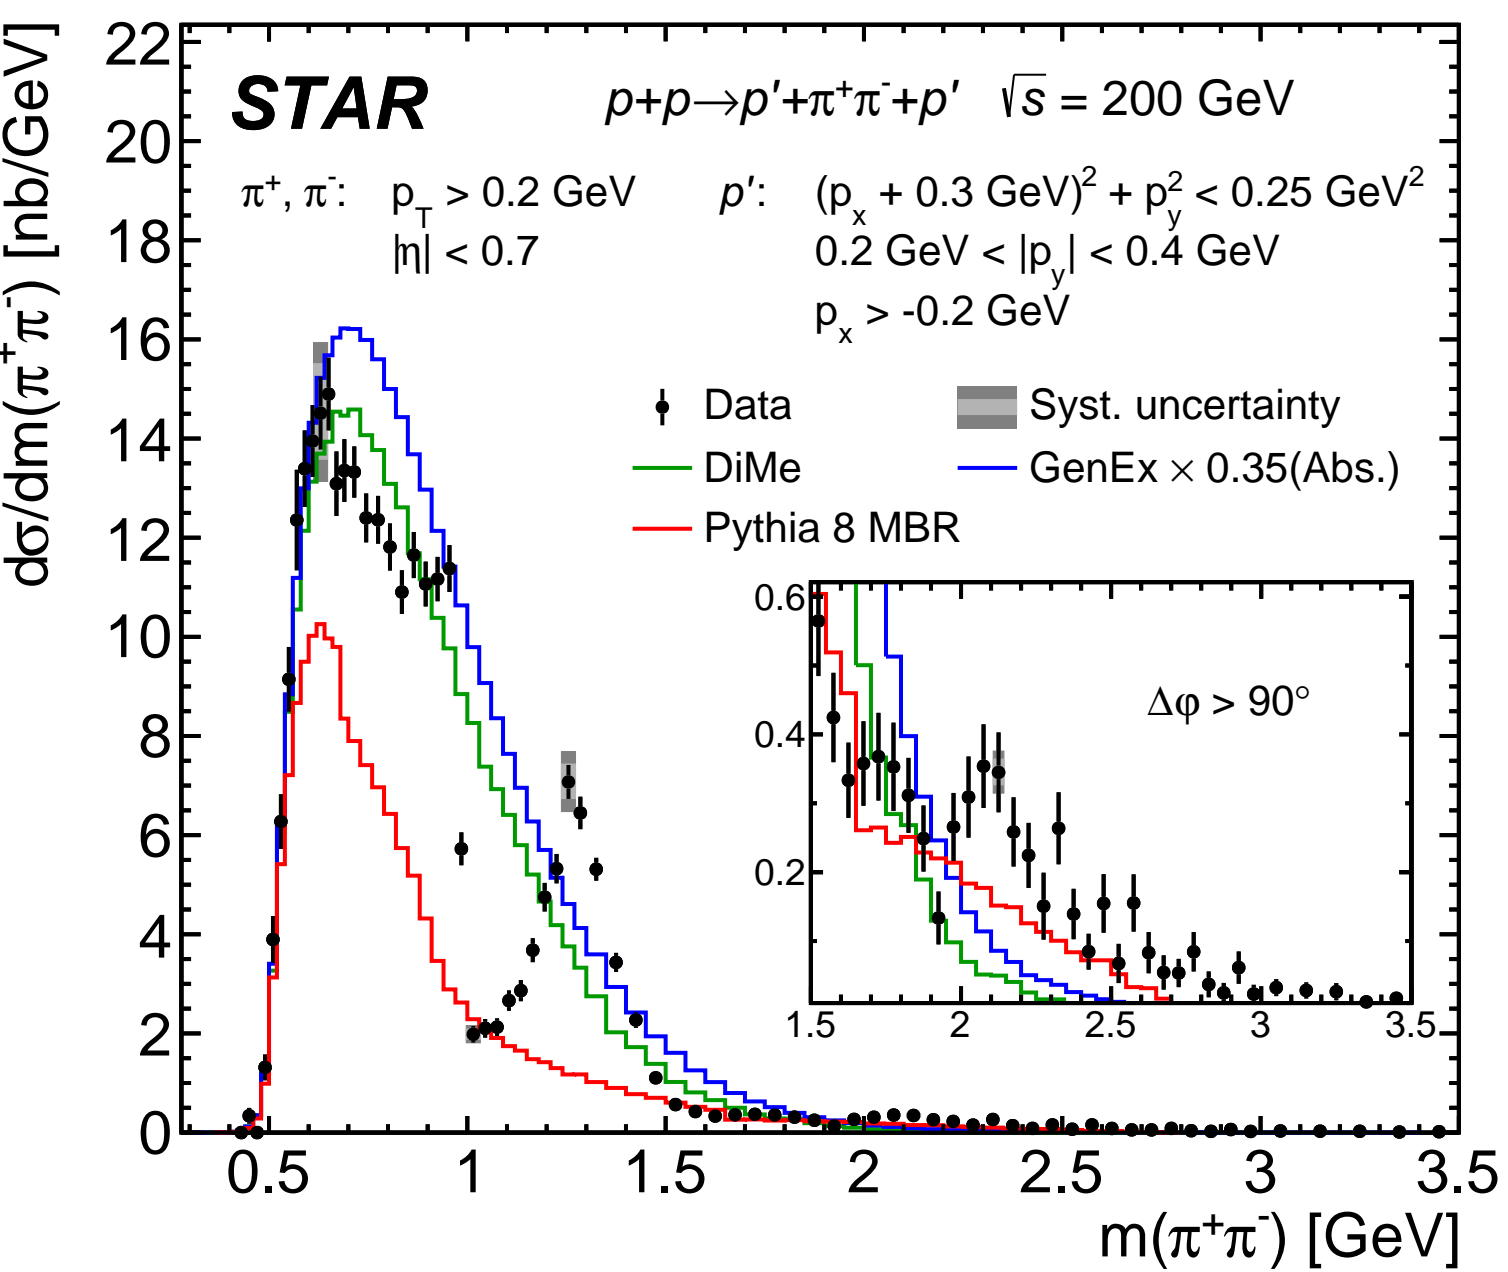 dσ/dm(π⁺π⁻) [nb/GeV]
22
20
18
16
14
12
10
8
6
4
2
0
STAR p+p→p′+π⁺π⁻+p′ √s = 200 GeV
π⁺, π⁻: p_T > 0.2 GeV p′: (p_x + 0.3 GeV)² + p_y² < 0.25 GeV²
|η| < 0.7 0.2 GeV < |p_y| < 0.4 GeV
p_x > -0.2 GeV
Data Syst. uncertainty
DiMe GenEx × 0.35(Abs.)
Pythia 8 MBR
0.6
0.4
0.2
Δφ > 90°
1.5 2 2.5 3 3.5
0.5 1 1.5 2 2.5 3 3.5
m(π⁺π⁻) [GeV]